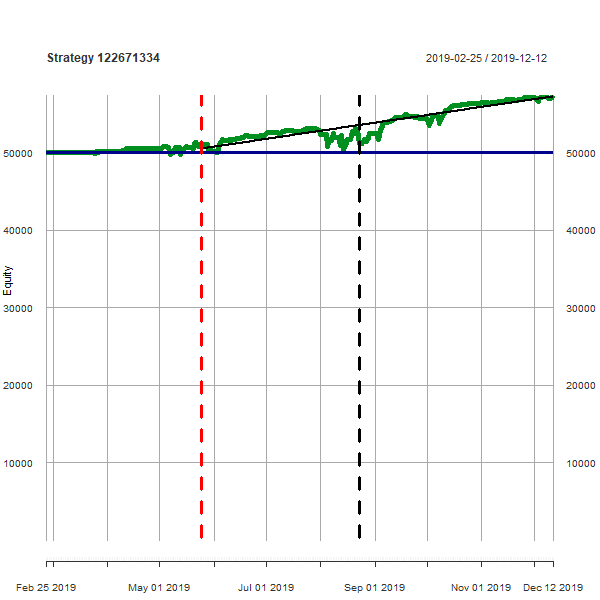 Strategy 122671334
2019-02-25 / 2019-12-12
50000
50000
40000
40000
Equity
30000
30000
20000
20000
10000
10000
Feb 25 2019
May 01 2019
Jul 01 2019
Sep 01 2019
Nov 01 2019
Dec 12 2019